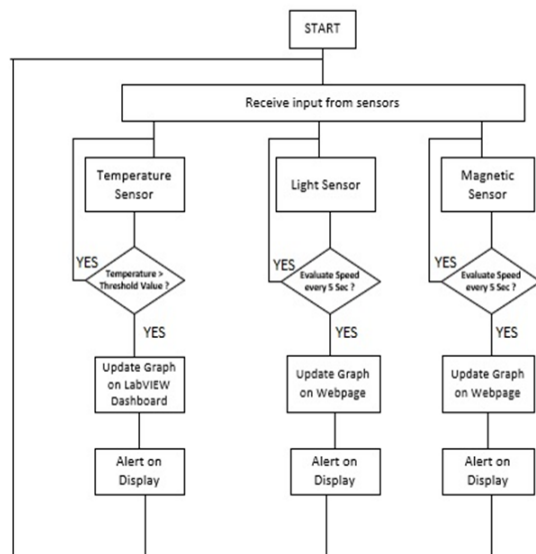 START
Receive input from sensors
Temperature
Sensor
Light Sensor
Magnetic
Sensor
YES
Temperature >
Threshold Value ?
YES
Evaluate Speed
every 5 Sec ?
YES
Evaluate Speed
every 5 Sec ?
YES
YES
YES
Update Graph
on LabVIEW
Dashboard
Update Graph
on Webpage
Update Graph
on Webpage
Alert on
Display
Alert on
Display
Alert on
Display